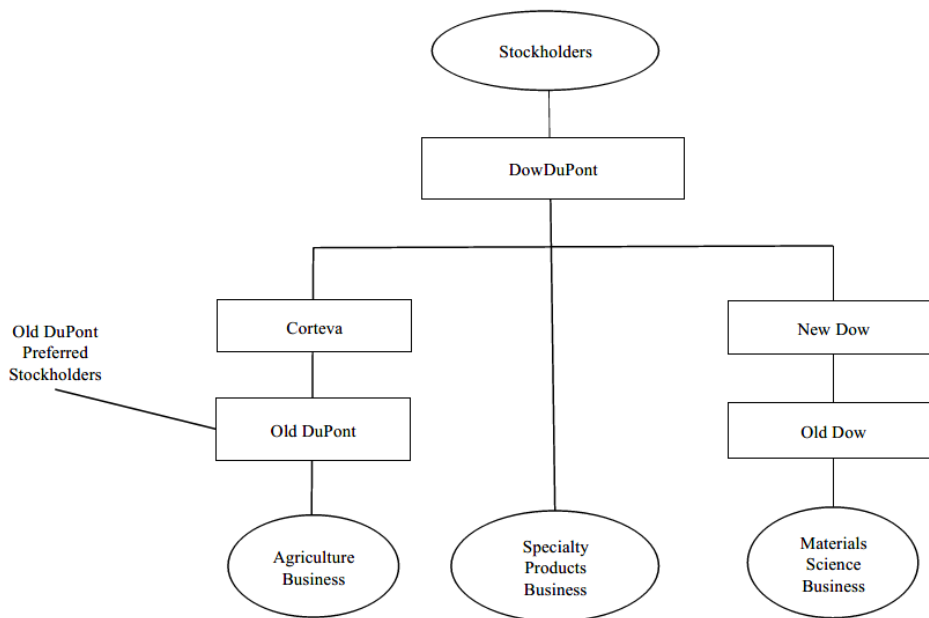 Stockholders
DowDuPont
Corteva
New Dow
Old DuPont
Preferred
Stockholders
Old DuPont
Old Dow
Agriculture
Business
Specialty
Products
Business
Materials
Science
Business